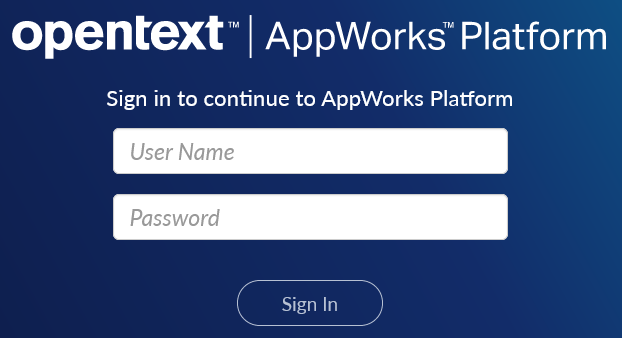 opentext™ | AppWorks™ Platform
Sign in to continue to AppWorks Platform
User Name
Password
Sign In